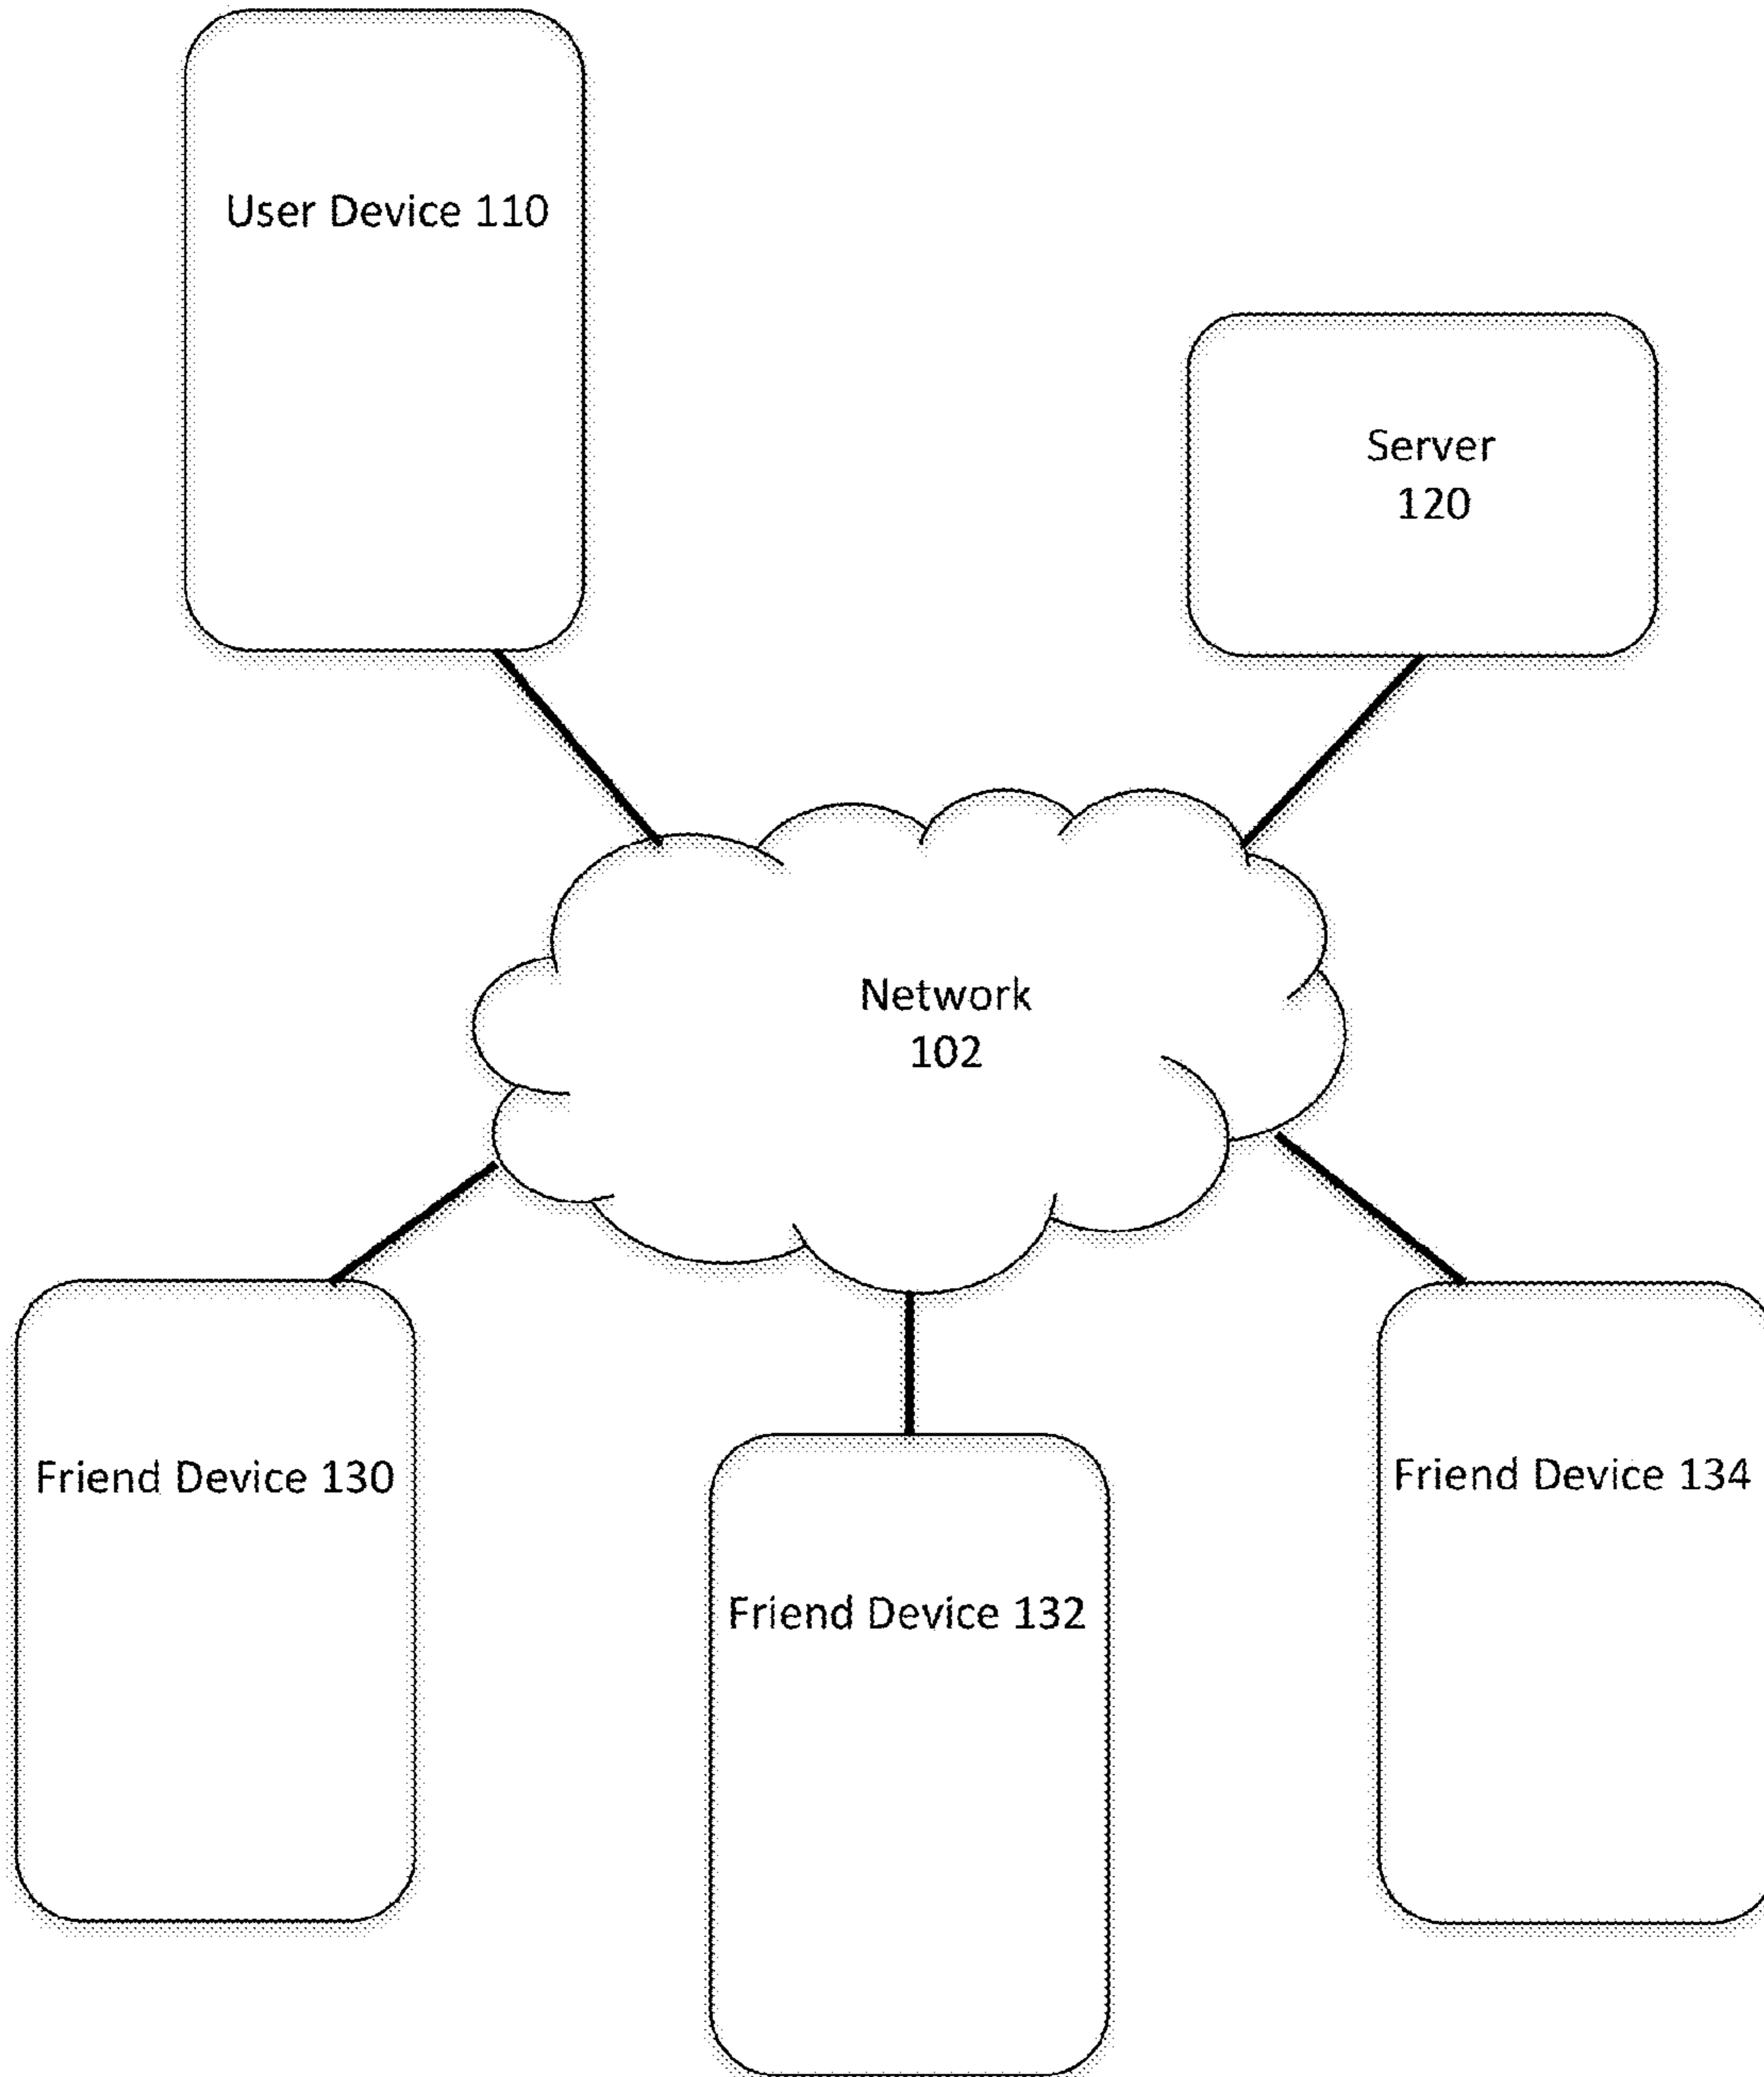 User Device 110
Server
120
Network
102
Friend Device 130
Friend Device 134
Friend Device 132